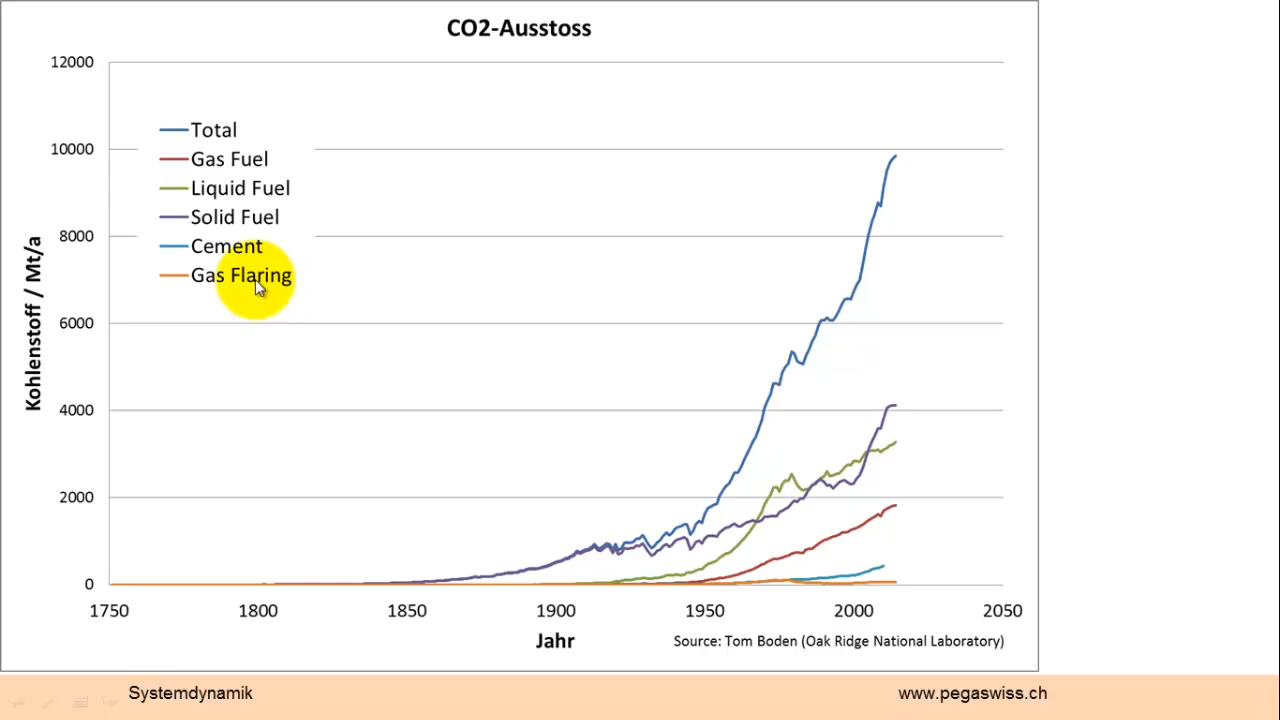 CO2-Ausstoss
12000
10000
8000
6000
4000
2000
0
Kohlenstoff / Mt/a
Total
Gas Fuel
Liquid Fuel
Solid Fuel
Cement
Gas Flaring
1750 1800 1850 1900 1950 2000 2050
Jahr
Source: Tom Boden (Oak Ridge National Laboratory)
Systemdynamik
www.pegaswiss.ch